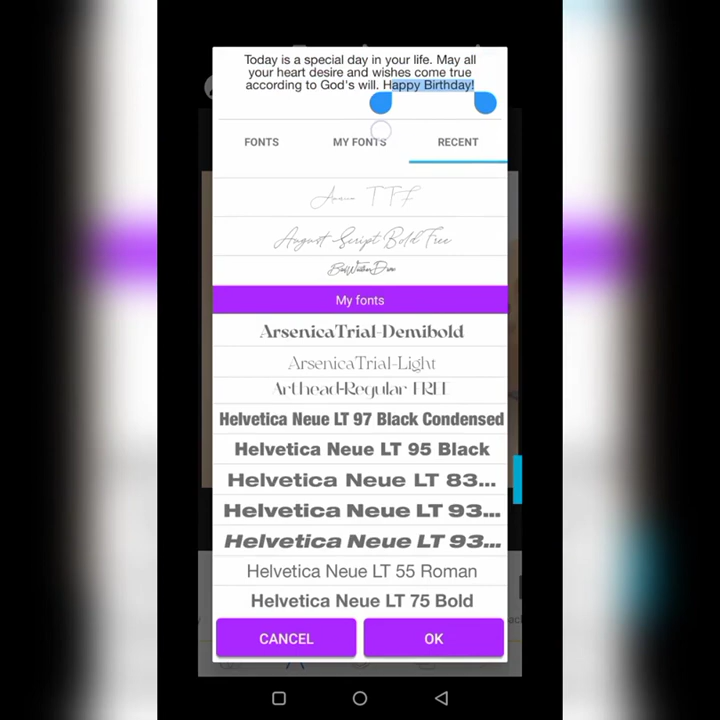 Today is a special day in your life. May all
your heart desire and wishes come true
according to God's will. Happy Birthday!
FONTS
MY FONTS
RECENT
August Script Bold Free
My fonts
ArsenicaTrial-Demibold
ArsenicaTrial-Light
Arthead-Regular FREE
Helvetica Neue LT 97 Black Condensed
Helvetica Neue LT 95 Black
Helvetica Neue LT 83...
Helvetica Neue LT 93...
Helvetica Neue LT 93...
Helvetica Neue LT 55 Roman
Helvetica Neue LT 75 Bold
CANCEL
OK